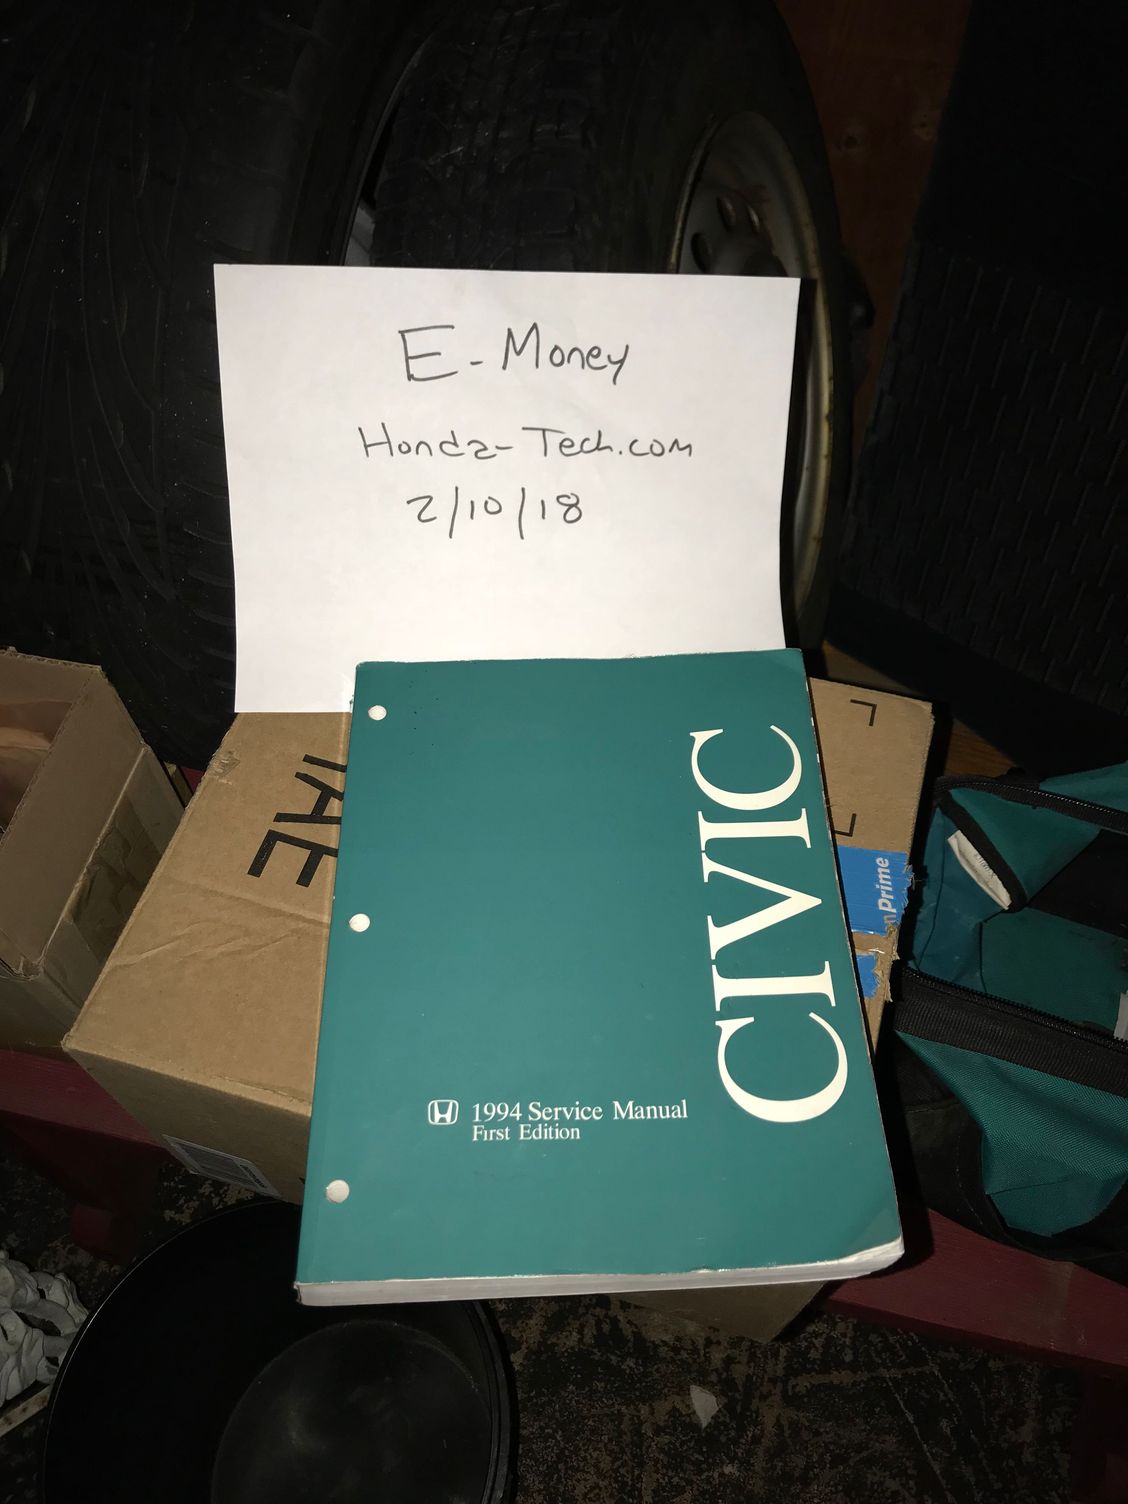 E-Money
Honda-Tech.com
2/10/18
CIVIC
1994 Service Manual
First Edition
Prime